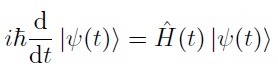 iħ d/dt |ψ(t)⟩ = Ĥ(t) |ψ(t)⟩